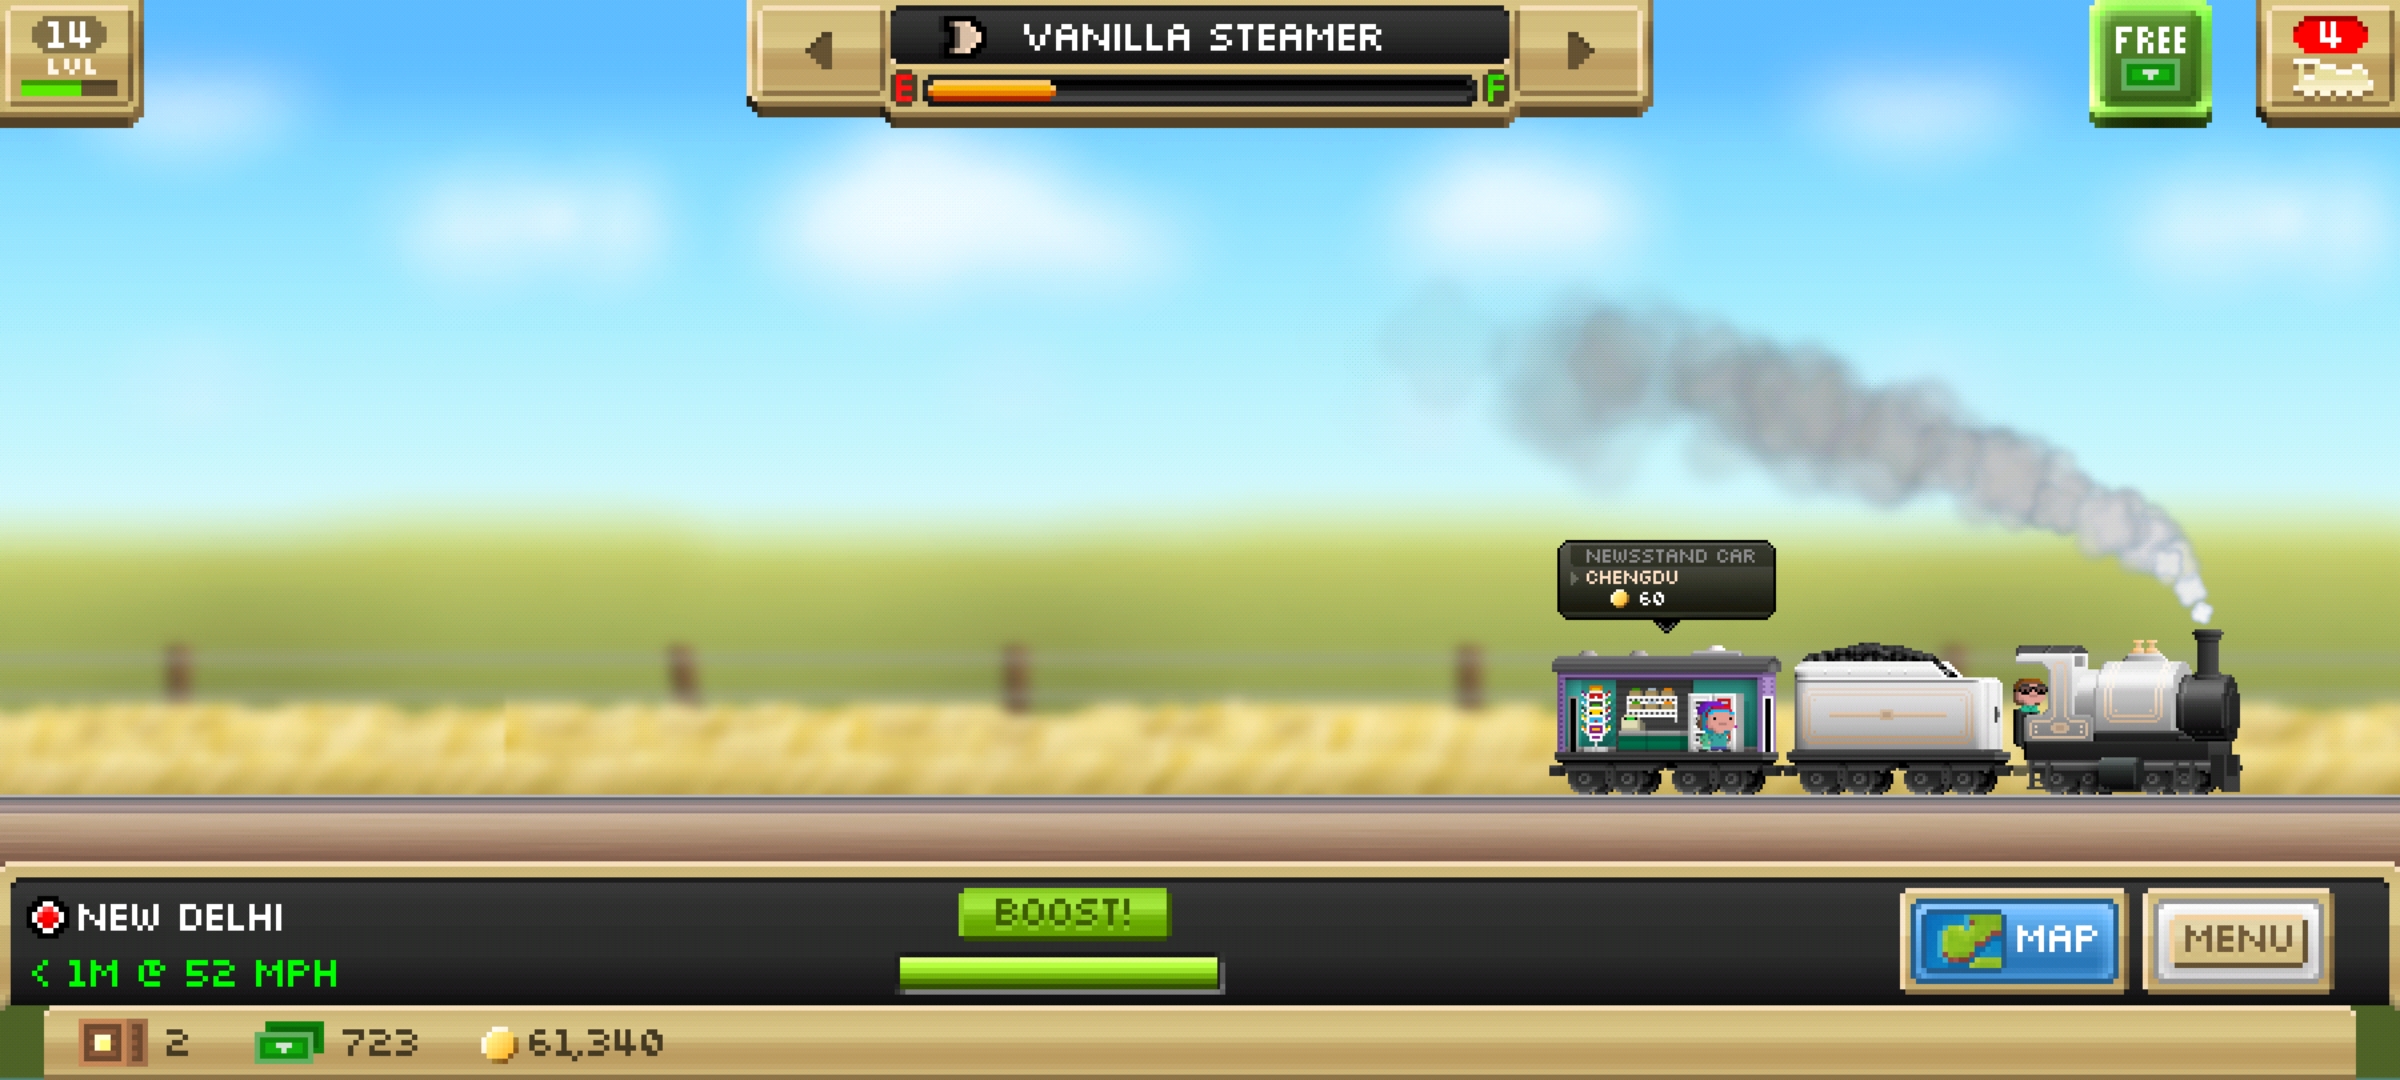 14
LVL
VANILLA STEAMER
E
F
FREE
4
NEWSSTAND CAR
CHENGDU
60
NEW DELHI
< 1M @ 52 MPH
BOOST!
MAP
MENU
2
723
61,340